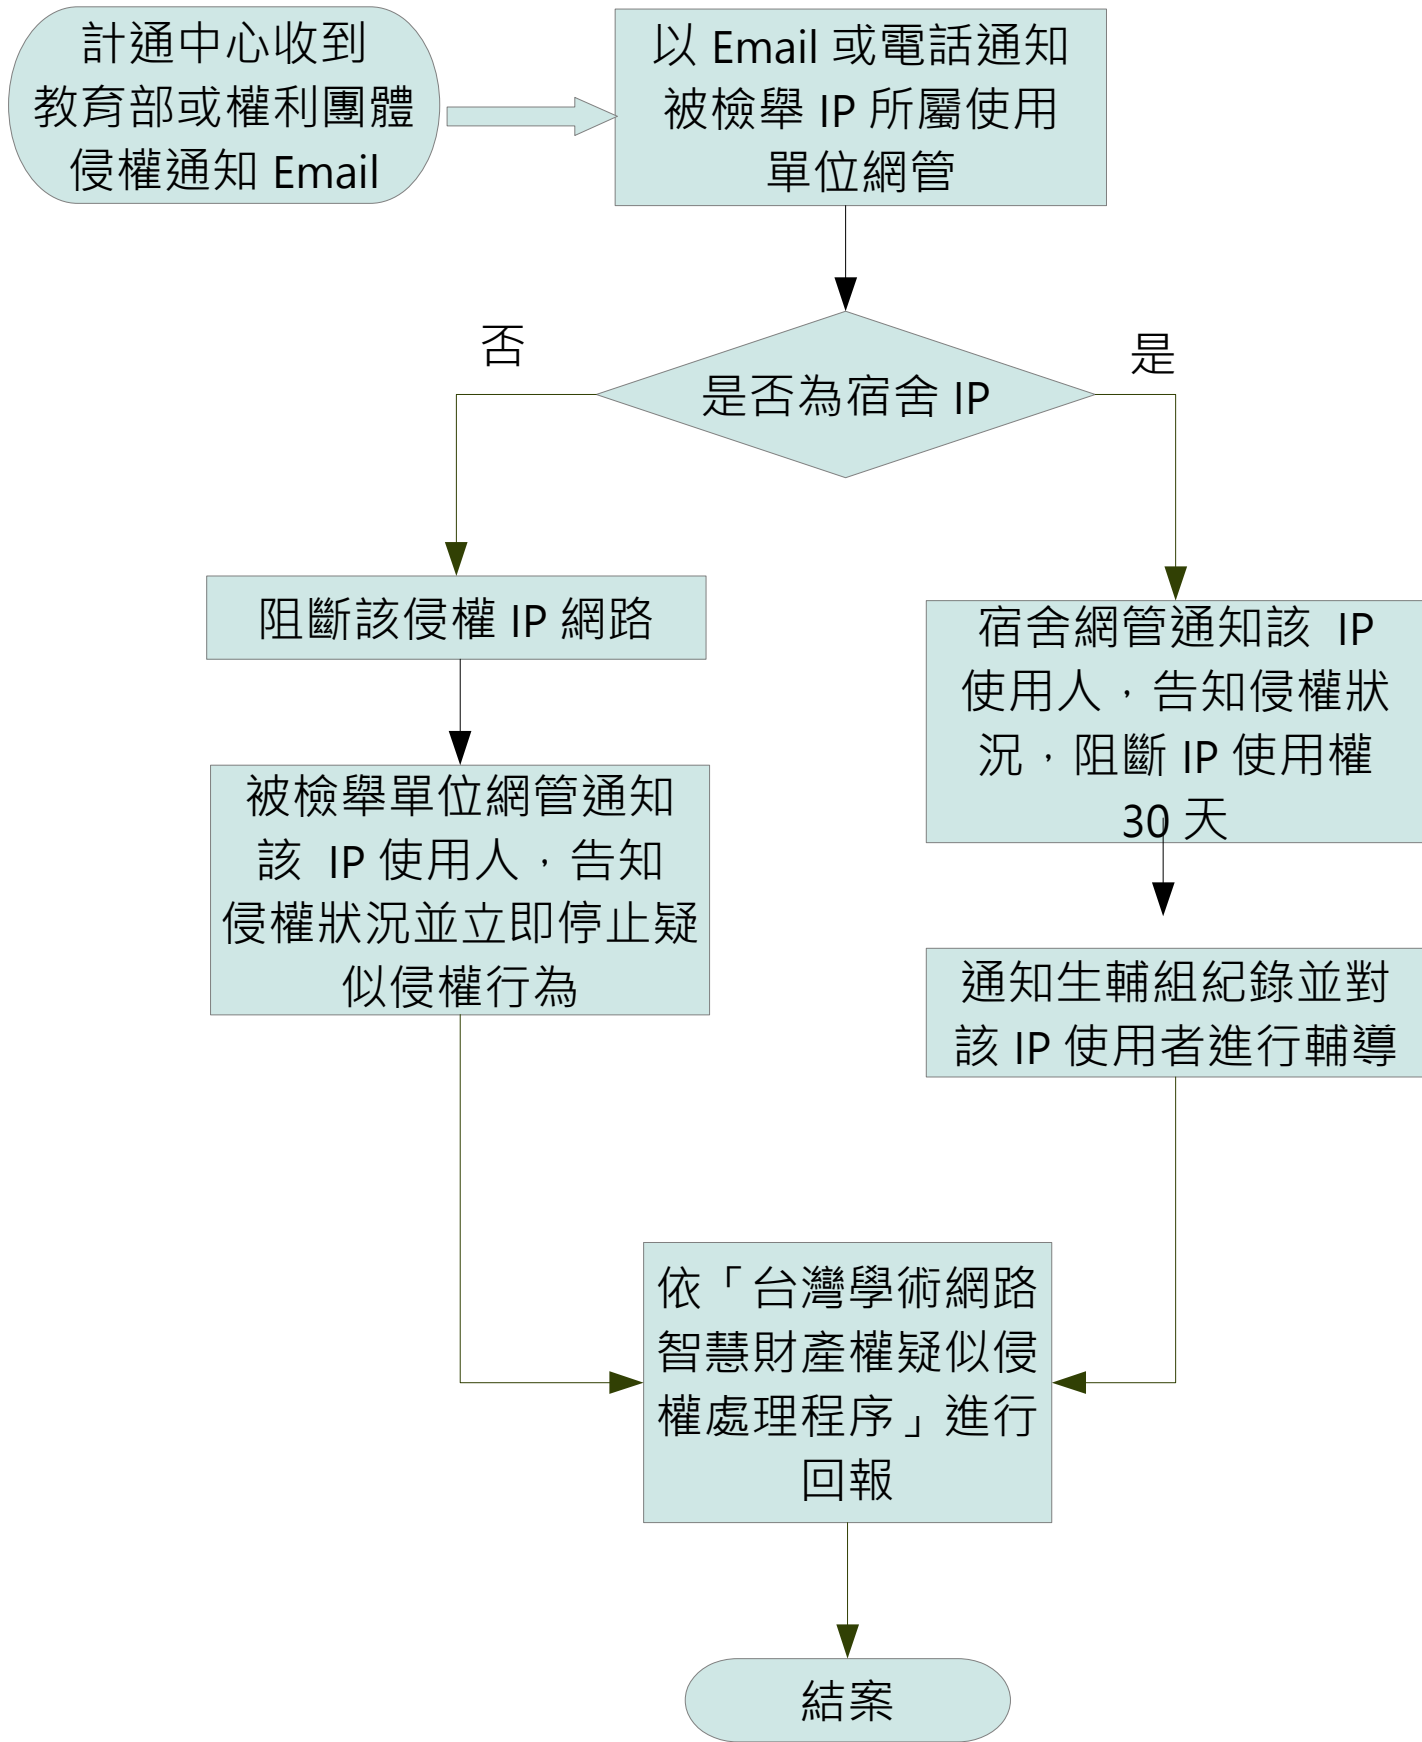 計通中心收到
教育部或權利團體
侵權通知 Email
以 Email 或電話通知
被檢舉 IP 所屬使用
單位網管
否
是
是否為宿舍 IP
阻斷該侵權 IP 網路
被檢舉單位網管通知
該 IP 使用人，告知
侵權狀況並立即停止疑
似侵權行為
宿舍網管通知該 IP
使用人，告知侵權狀
況，阻斷 IP 使用權
30 天
通知生輔組紀錄並對
該 IP 使用者進行輔導
依「台灣學術網路
智慧財產權疑似侵
權處理程序」進行
回報
結案